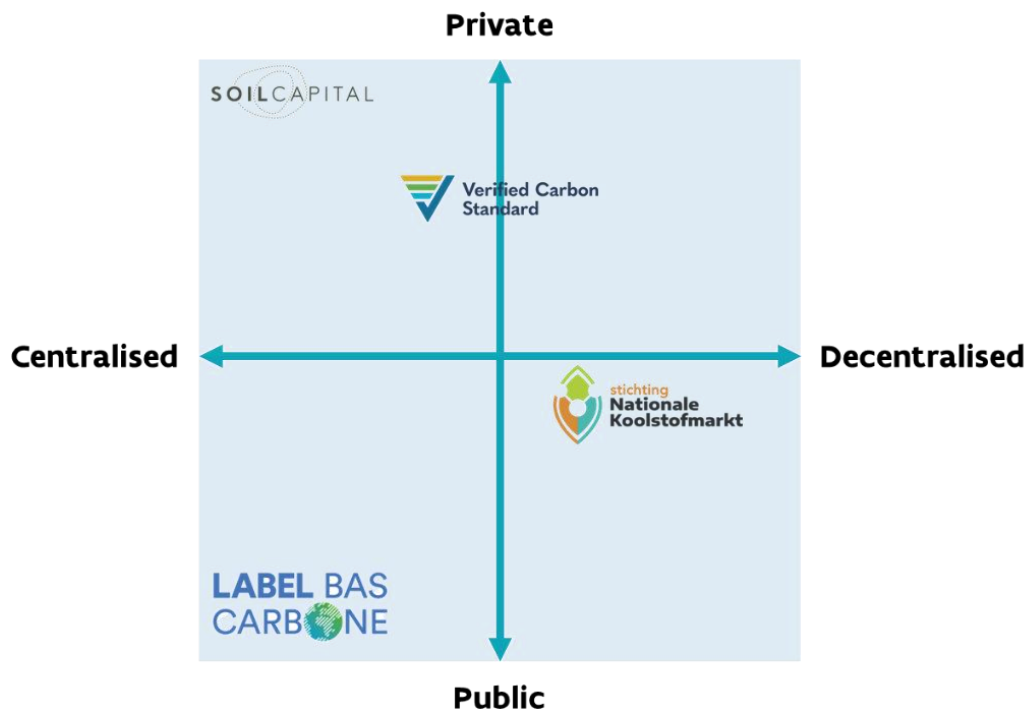 Private
SOILCAPITAL
Verified Carbon
Standard
Centralised
Decentralised
stichting
Nationale
Koolstofmarkt
LABEL BAS
CARBONE
Public